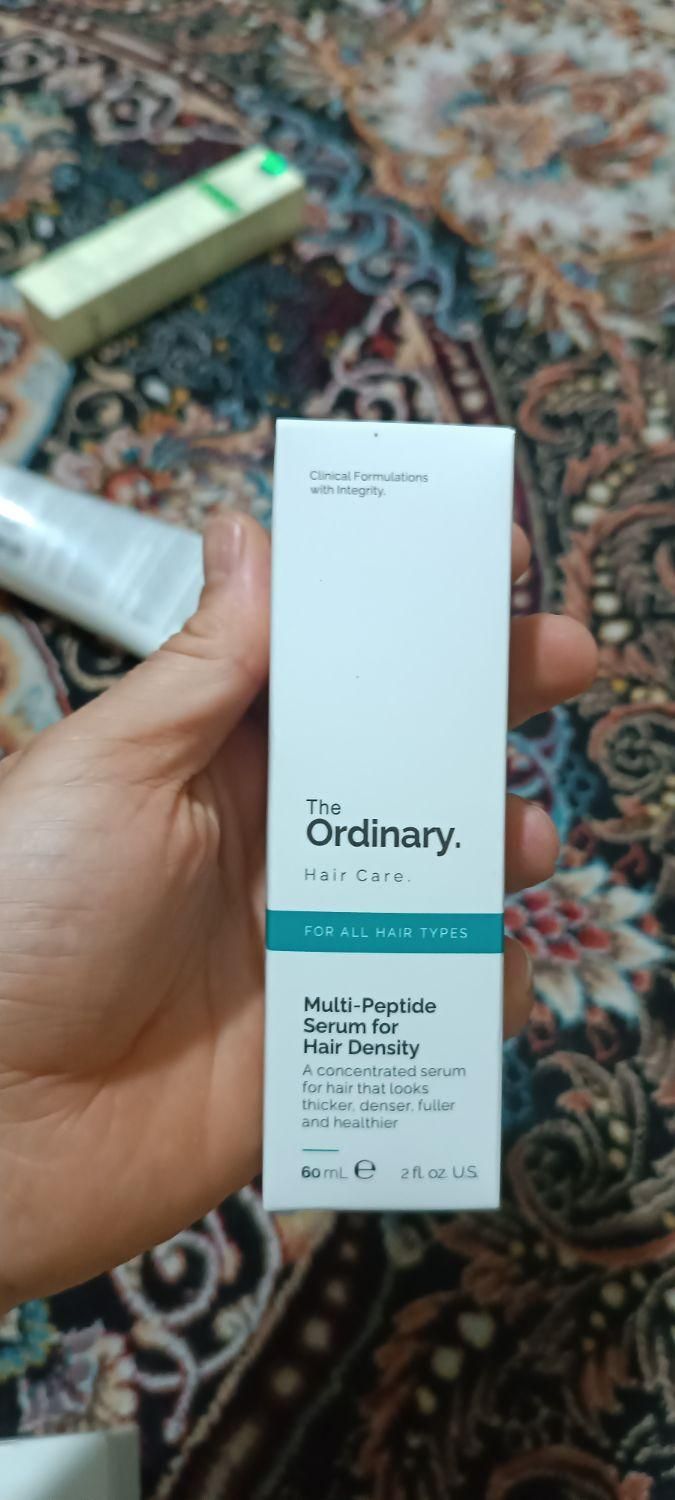 Clinical Formulations
with Integrity.
The
Ordinary.
Hair Care.
FOR ALL HAIR TYPES
Multi-Peptide
Serum for
Hair Density
A concentrated serum
for hair that looks
thicker, denser, fuller
and healthier
60 mL ℮ 2 fl. oz. U.S.